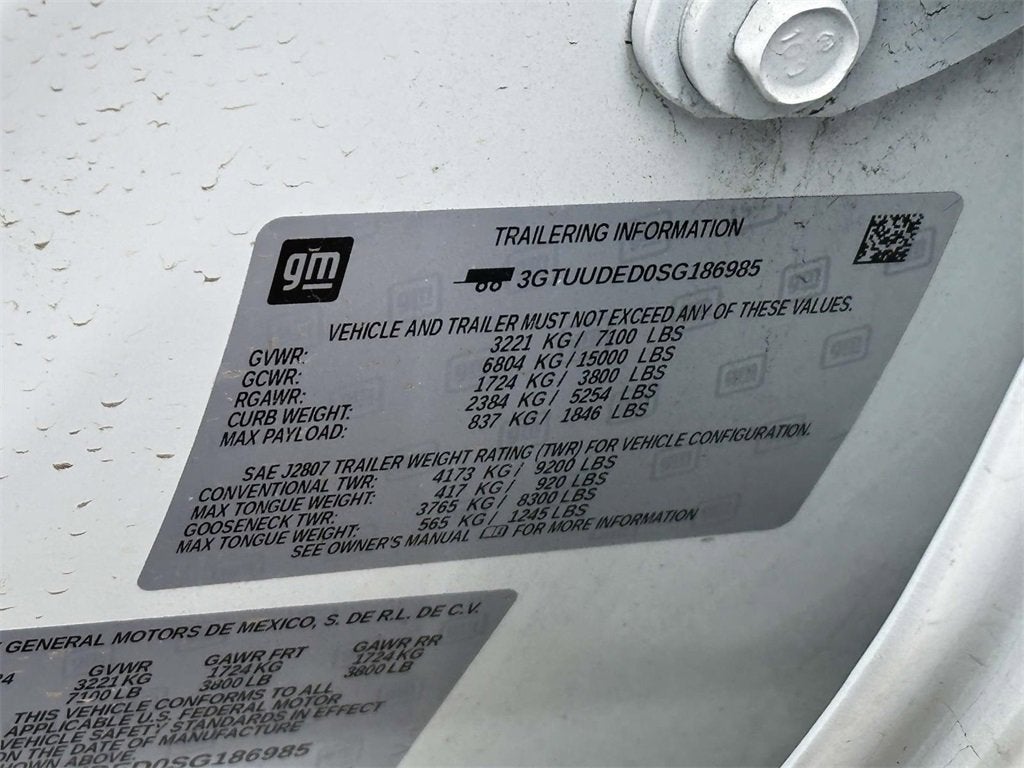 gm
TRAILERING INFORMATION
3GTUUDED0SG186985
VEHICLE AND TRAILER MUST NOT EXCEED ANY OF THESE VALUES.
GVWR: 3221 KG / 7100 LBS
GCWR: 6804 KG / 15000 LBS
RGAWR: 1724 KG / 3800 LBS
CURB WEIGHT: 2384 KG / 5254 LBS
MAX PAYLOAD: 837 KG / 1846 LBS
SAE J2807 TRAILER WEIGHT RATING (TWR) FOR VEHICLE CONFIGURATION.
CONVENTIONAL TWR: 4173 KG / 9200 LBS
MAX TONGUE WEIGHT: 417 KG / 920 LBS
GOOSENECK TWR: 3765 KG / 8300 LBS
MAX TONGUE WEIGHT: 565 KG / 1245 LBS
SEE OWNER'S MANUAL FOR MORE INFORMATION
GENERAL MOTORS DE MEXICO, S. DE R.L. DE C.V.
24 GVWR GAWR FRT GAWR RR
3221 KG 1724 KG 1724 KG
7100 LB 3800 LB 3800 LB
THIS VEHICLE CONFORMS TO ALL
APPLICABLE U.S. FEDERAL MOTOR
VEHICLE SAFETY STANDARDS IN EFFECT
ON THE DATE OF MANUFACTURE
SHOWN ABOVE.
DED0SG186985